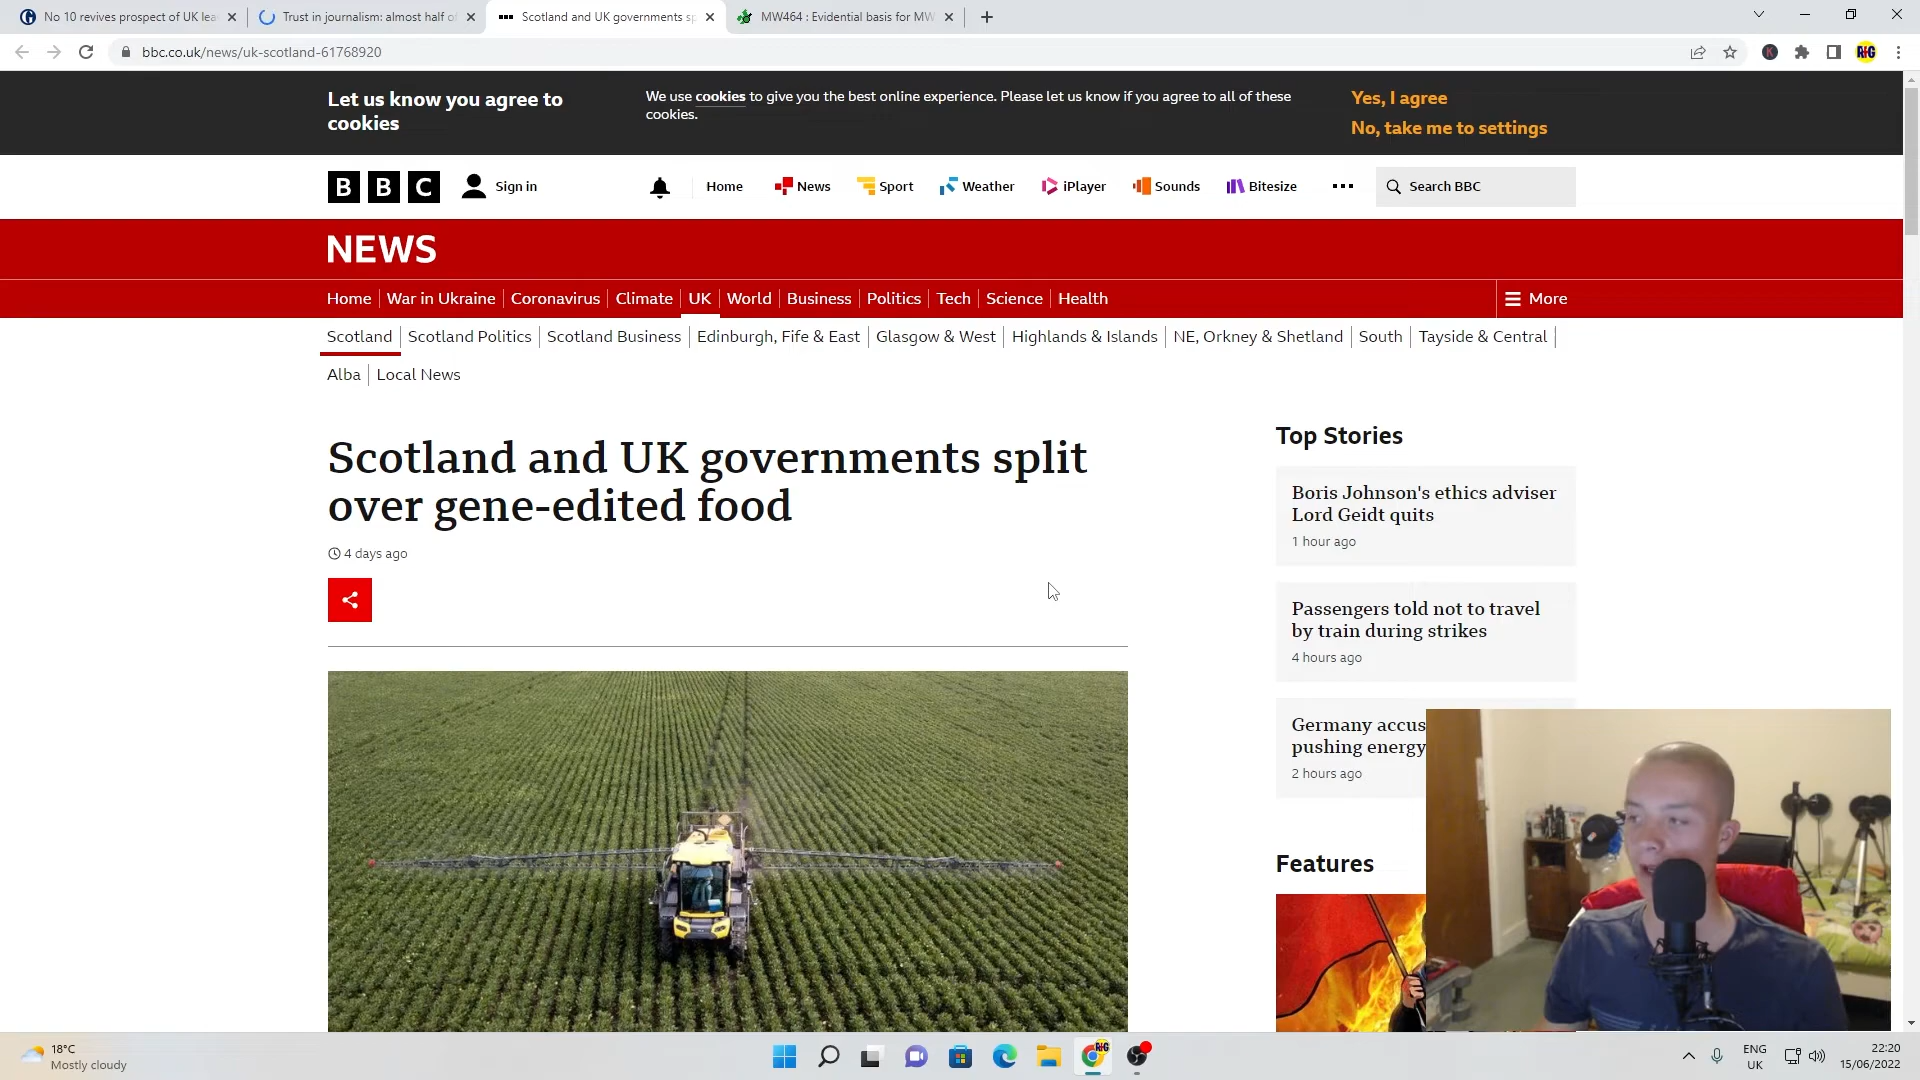 No 10 revives prospect of UK lea
Trust in journalism: almost half of
Scotland and UK governments sp
MW464 : Evidential basis for MW
bbc.co.uk/news/uk-scotland-61768920
K
RIG
Let us know you agree to
cookies
We use cookies to give you the best online experience. Please let us know if you agree to all of these
cookies.
Yes, I agree
No, take me to settings
BBC
Sign in
Home
News
Sport
Weather
iPlayer
Sounds
Bitesize
Search BBC
NEWS
Home
War in Ukraine
Coronavirus
Climate
UK
World
Business
Politics
Tech
Science
Health
More
Scotland
Scotland Politics
Scotland Business
Edinburgh, Fife & East
Glasgow & West
Highlands & Islands
NE, Orkney & Shetland
South
Tayside & Central
Alba
Local News
Scotland and UK governments split
over gene-edited food
4 days ago
Top Stories
Boris Johnson's ethics adviser
Lord Geidt quits
1 hour ago
Passengers told not to travel
by train during strikes
4 hours ago
Germany accus
pushing energy
2 hours ago
Features
18°C
Mostly cloudy
RIG
ENG
UK
22:20
15/06/2022